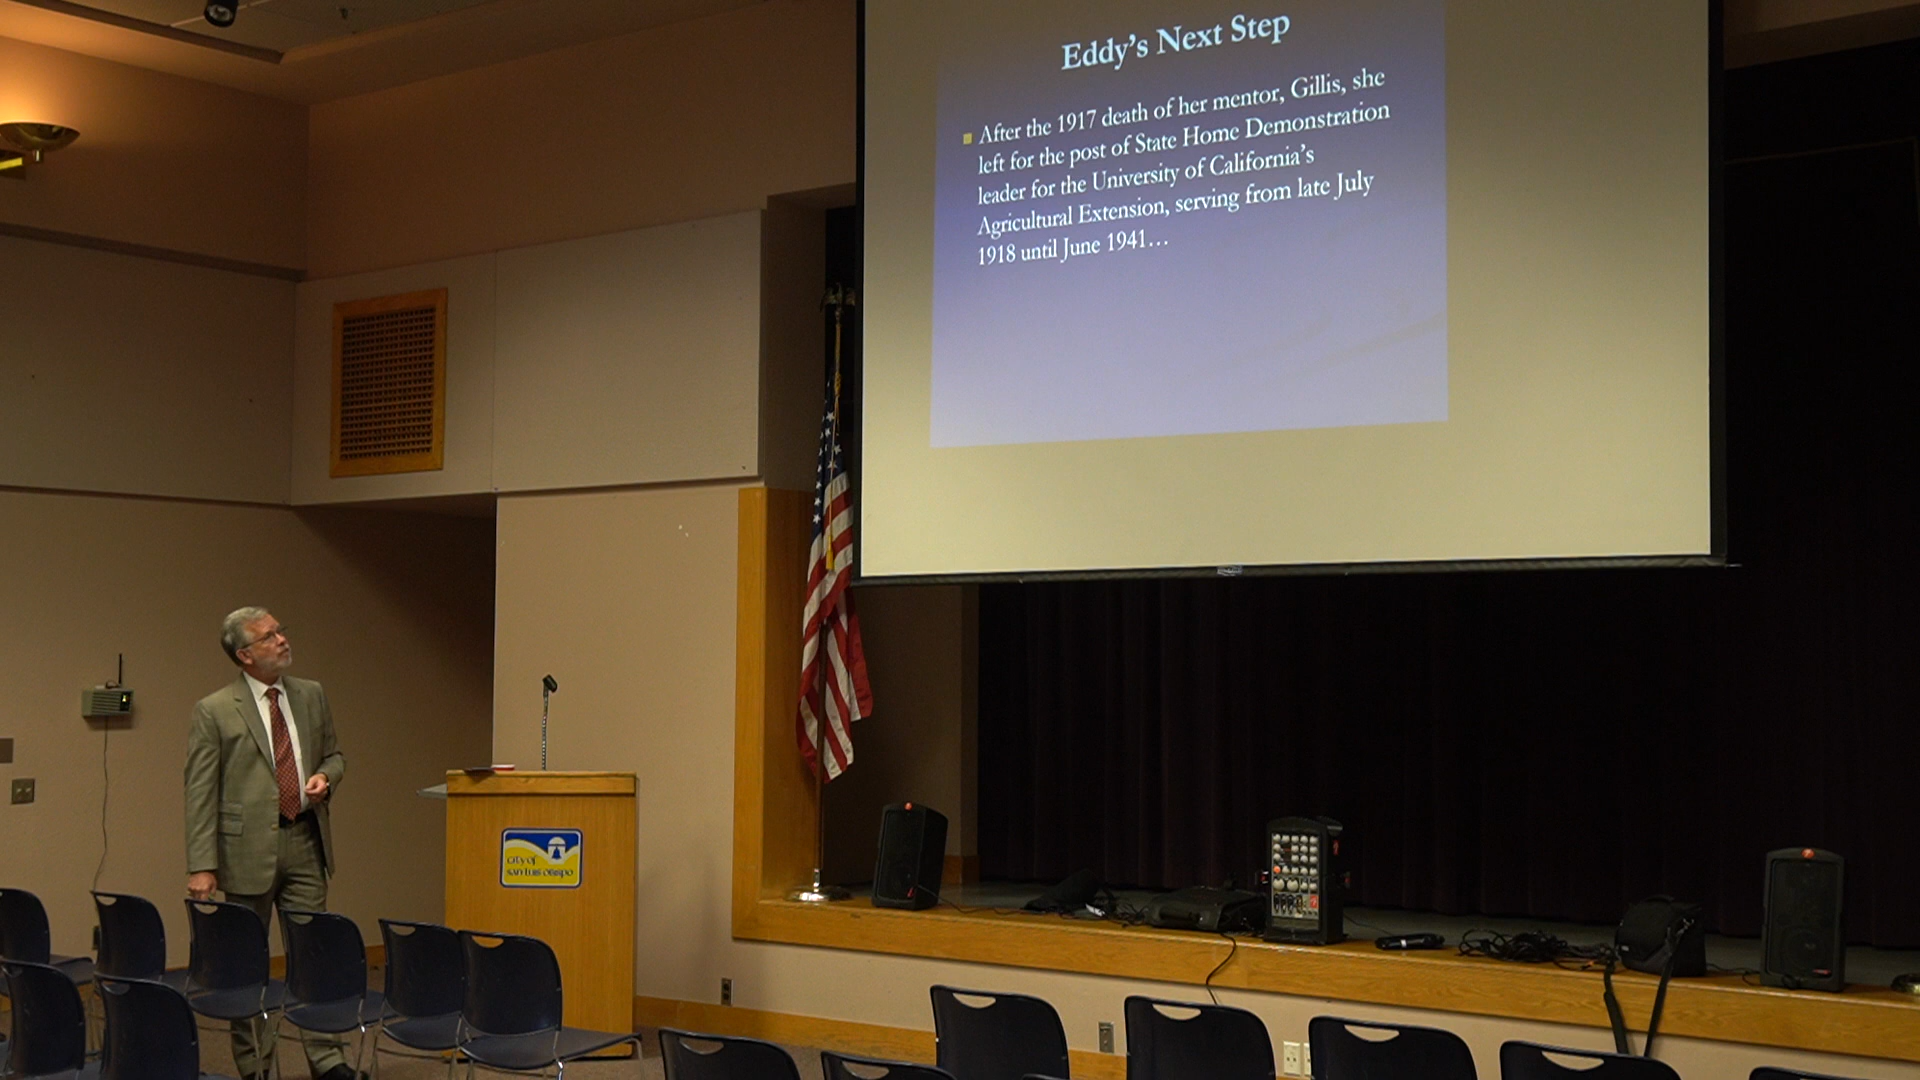 Eddy's Next Step
After the 1917 death of her mentor, Gillis, she
left for the post of State Home Demonstration
leader for the University of California's
Agricultural Extension, serving from late July
1918 until June 1941…
city of
san luis obispo